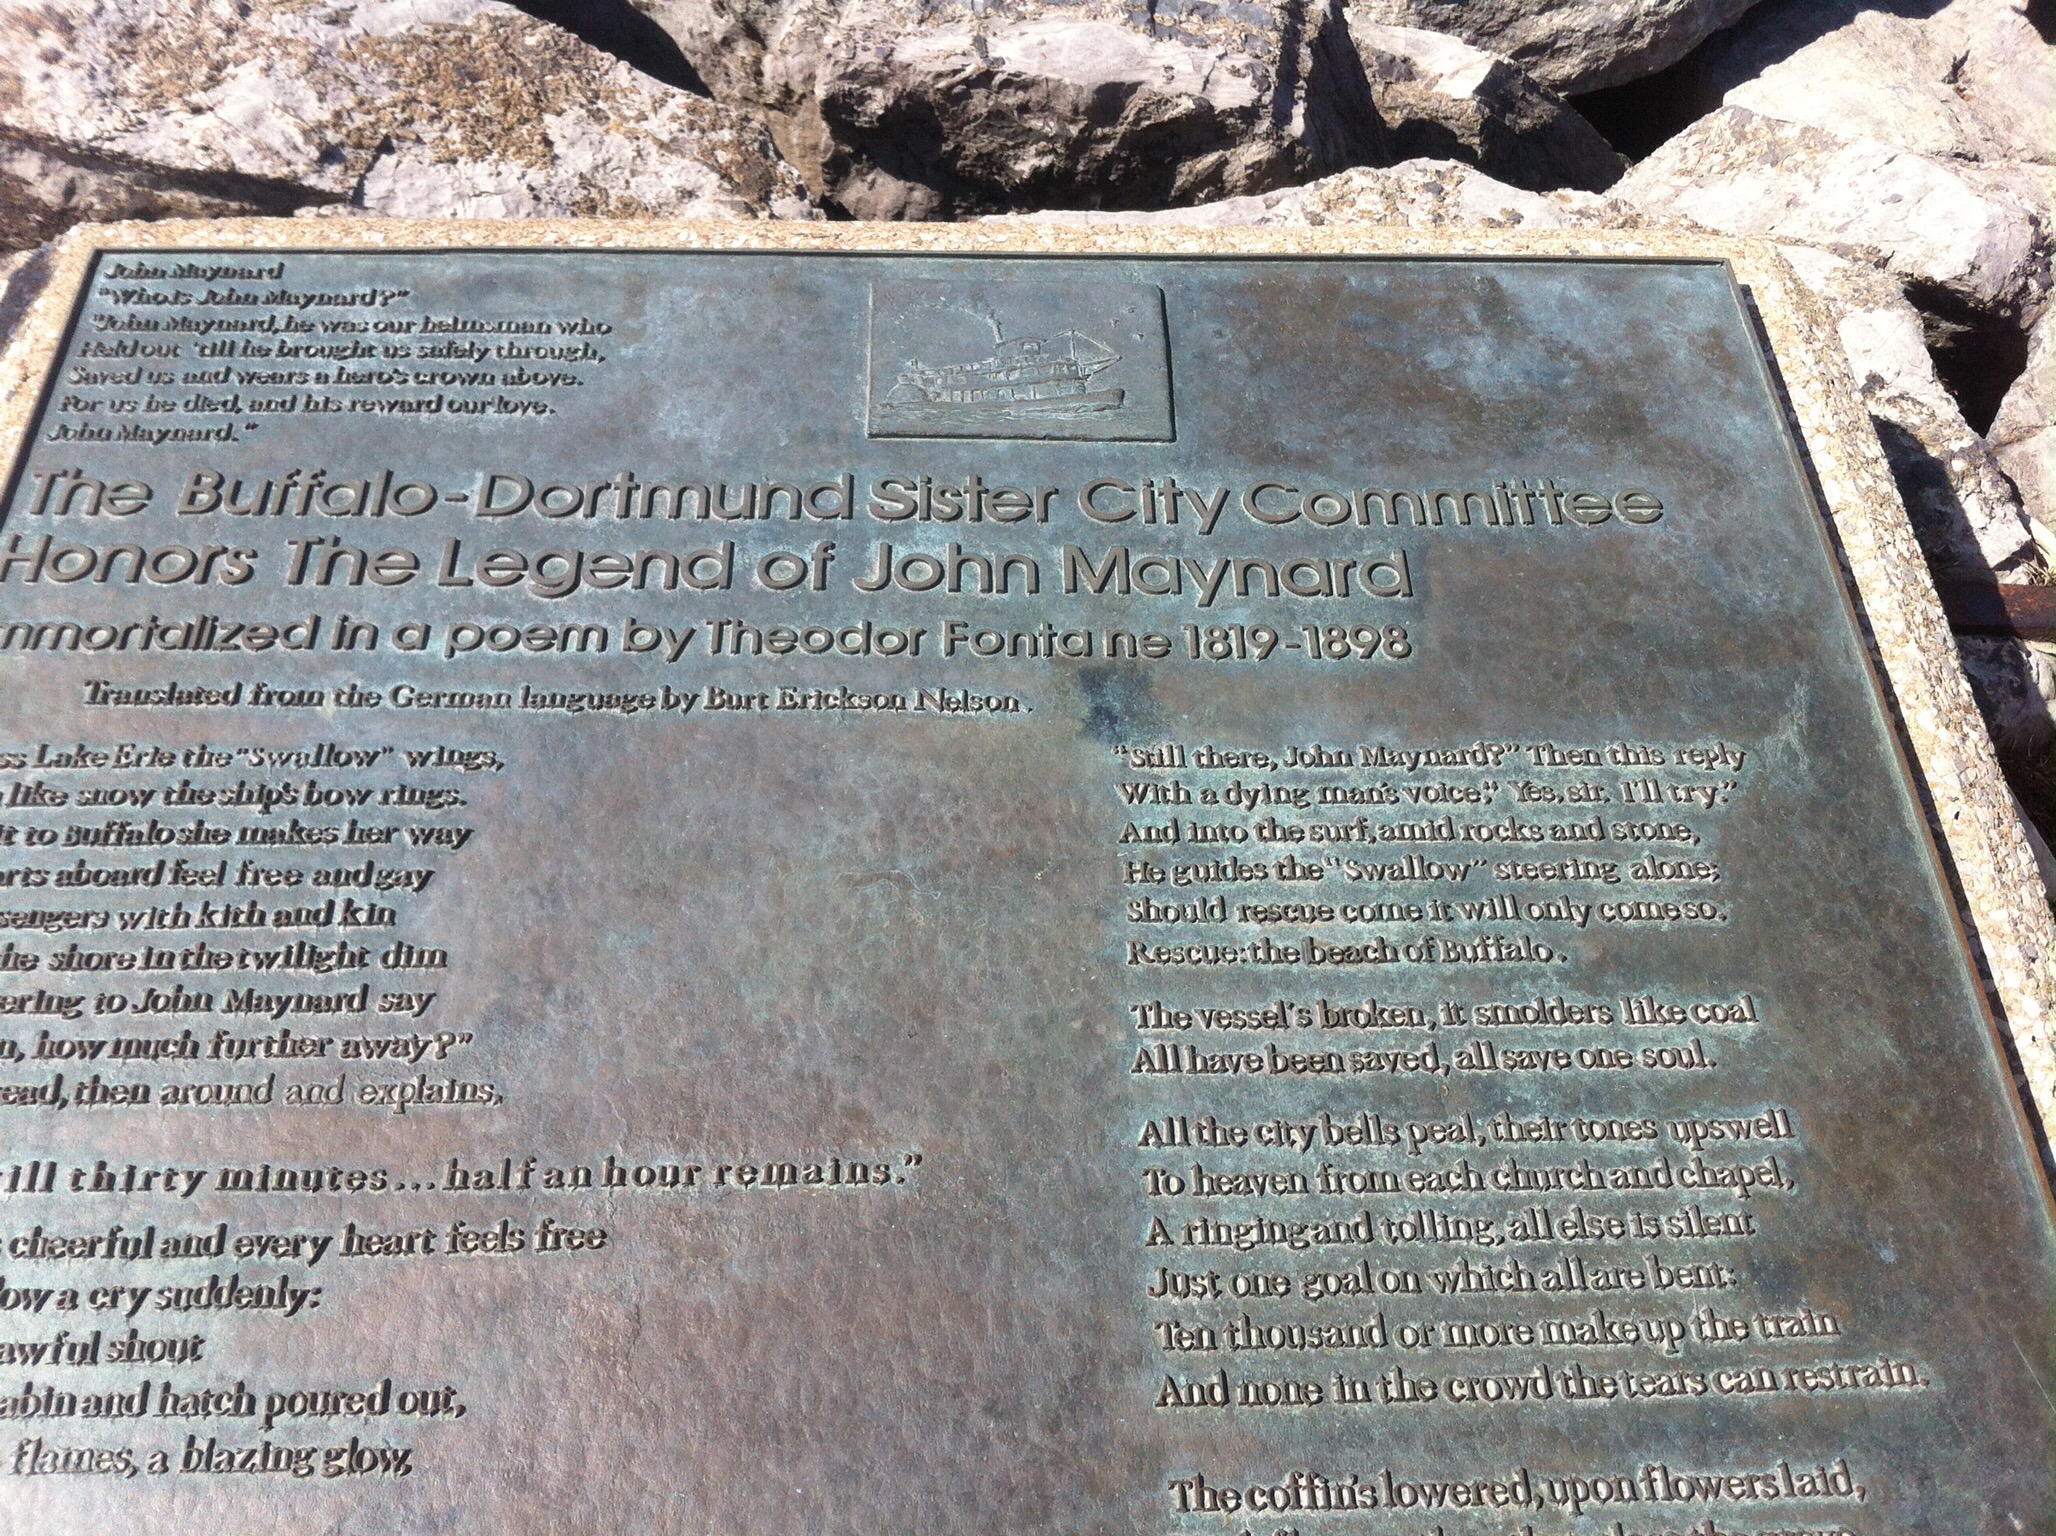 John Maynard
"Who is John Maynard?"
"John Maynard, he was our helmsman who
Held out 'till he brought us safely through,
Saved us and wears a hero's crown above.
For us he died, and his reward our love.
John Maynard."
The Buffalo-Dortmund Sister City Committee
Honors The Legend of John Maynard
mmortalized in a poem by Theodor Fontane 1819-1898
Translated from the German language by Burt Erickson Nelson.
ss Lake Erie the "Swallow" wings,
like snow the ship's bow rings.
to Buffalo she makes her way
rts aboard feel free and gay
sengers with kith and kin
he shore in the twilight dim
ering to John Maynard say
n, how much further away?"
ead, then around and explains,
ill thirty minutes...half an hour remains."
cheerful and every heart feels free
ow a cry suddenly:
awful shout
abin and hatch poured out,
flames, a blazing glow,
"Still there, John Maynard?" Then this reply
With a dying man's voice;" Yes, sir. I'll try."
And into the surf, amid rocks and stone,
He guides the "Swallow" steering alone;
Should rescue come it will only come so.
Rescue: the beach of Buffalo.
The vessel's broken, it smolders like coal
All have been saved, all save one soul.
All the city bells peal; their tones upswell
To heaven from each church and chapel,
A ringing and tolling, all else is silent
Just one goal on which all are bent:
Ten thousand or more make up the train
And none in the crowd the tears can restrain.
The coffin's lowered, upon flowers laid,